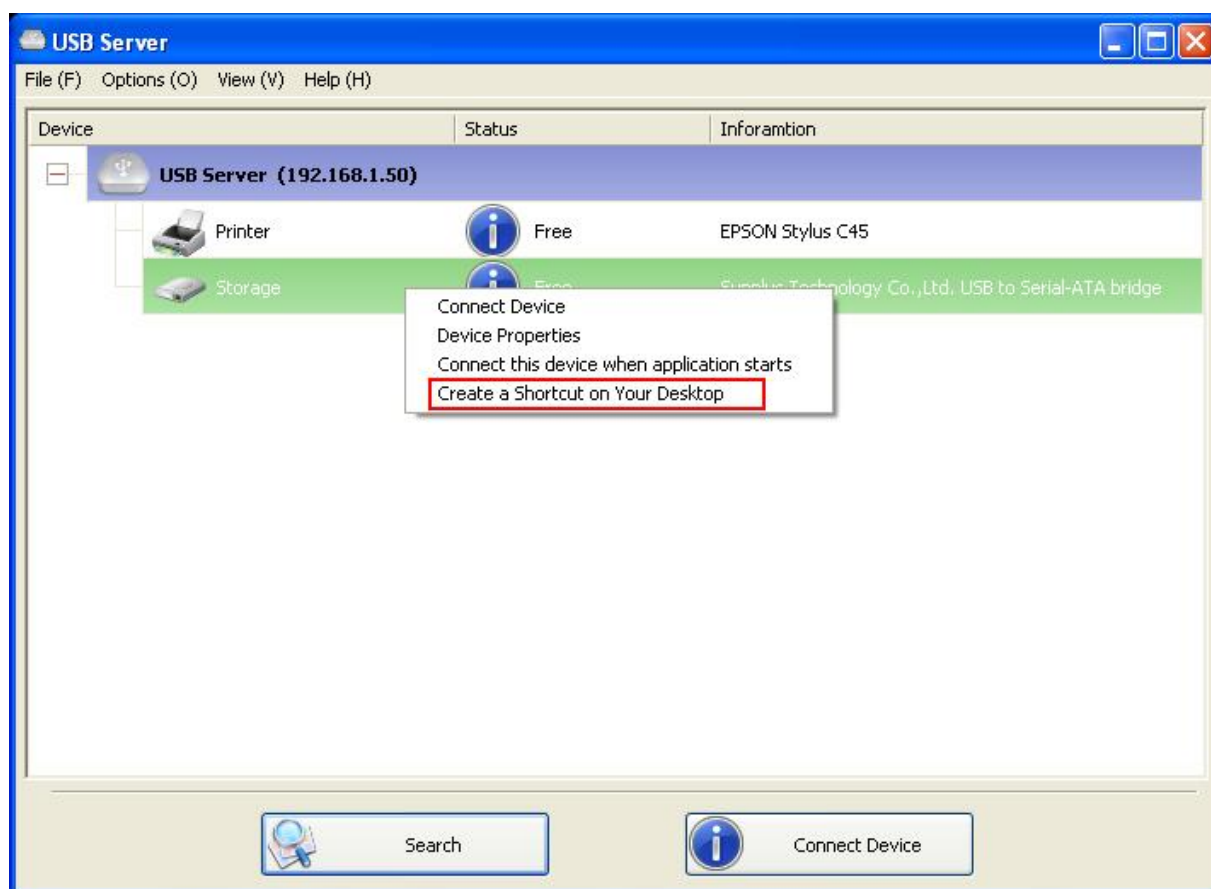 USB Server
File (F) Options (O) View (V) Help (H)
Device Status Inforamtion
USB Server (192.168.1.50)
Printer Free EPSON Stylus C45
Storage Free Sunplus Technology Co.,Ltd. USB to Serial-ATA bridge
Connect Device
Device Properties
Connect this device when application starts
Create a Shortcut on Your Desktop
Search Connect Device